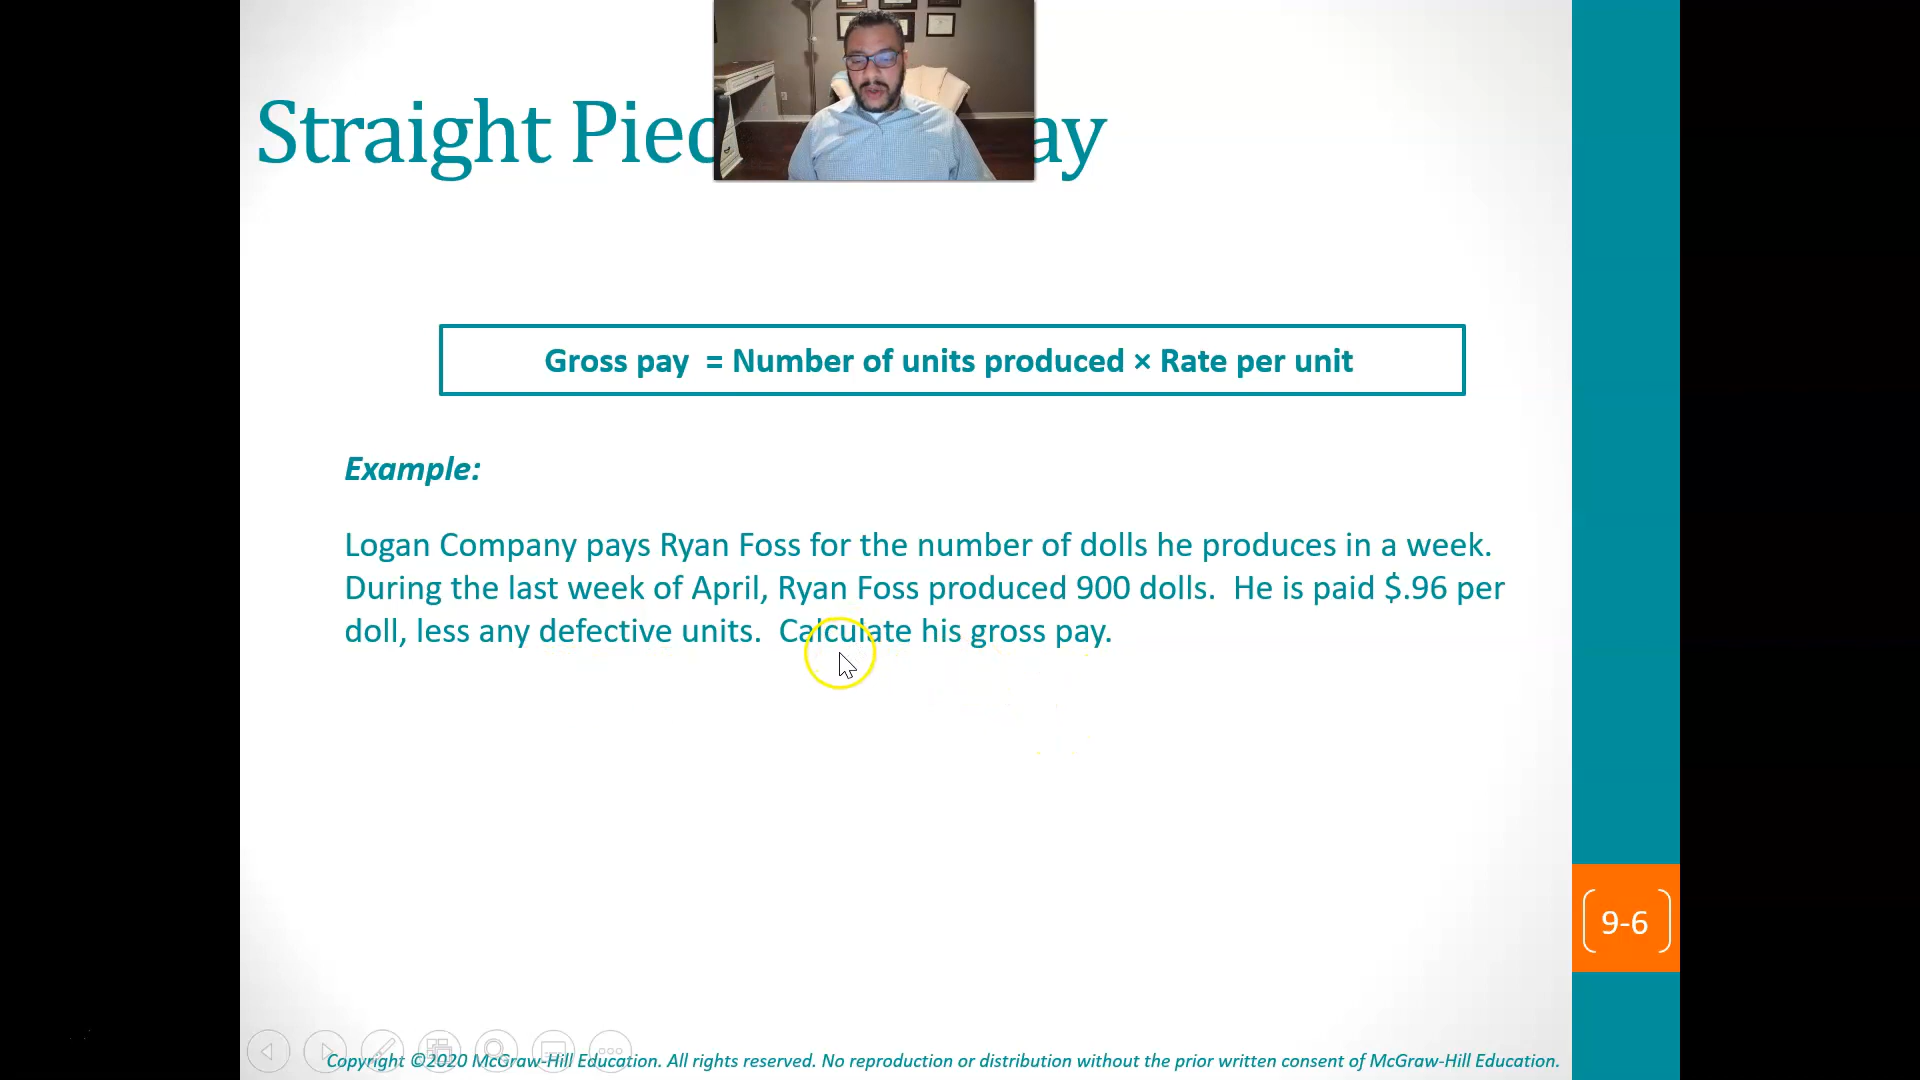 Straight Piec ay
Gross pay = Number of units produced × Rate per unit
Example:
Logan Company pays Ryan Foss for the number of dolls he produces in a week.
During the last week of April, Ryan Foss produced 900 dolls. He is paid $.96 per
doll, less any defective units. Calculate his gross pay.
9-6
Copyright ©2020 McGraw-Hill Education. All rights reserved. No reproduction or distribution without the prior written consent of McGraw-Hill Education.